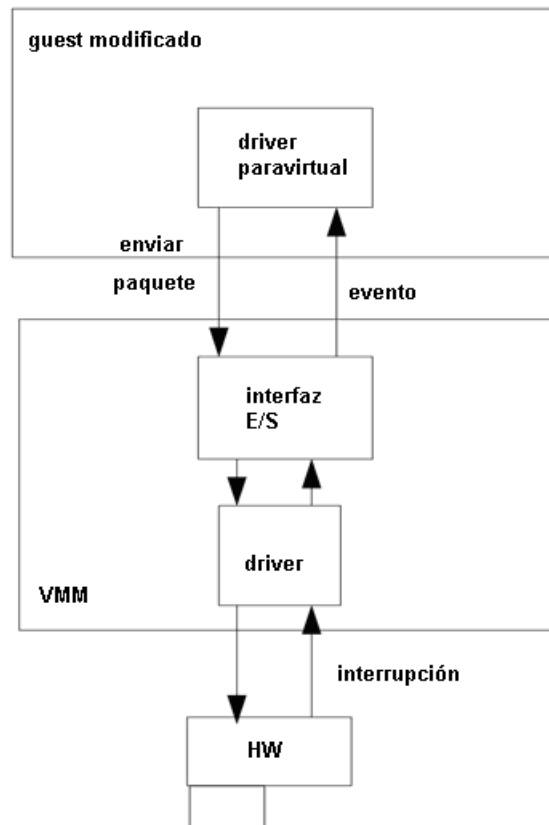 guest modificado
driver
paravirtual
enviar
paquete
evento
interfaz
E/S
driver
VMM
interrupción
HW